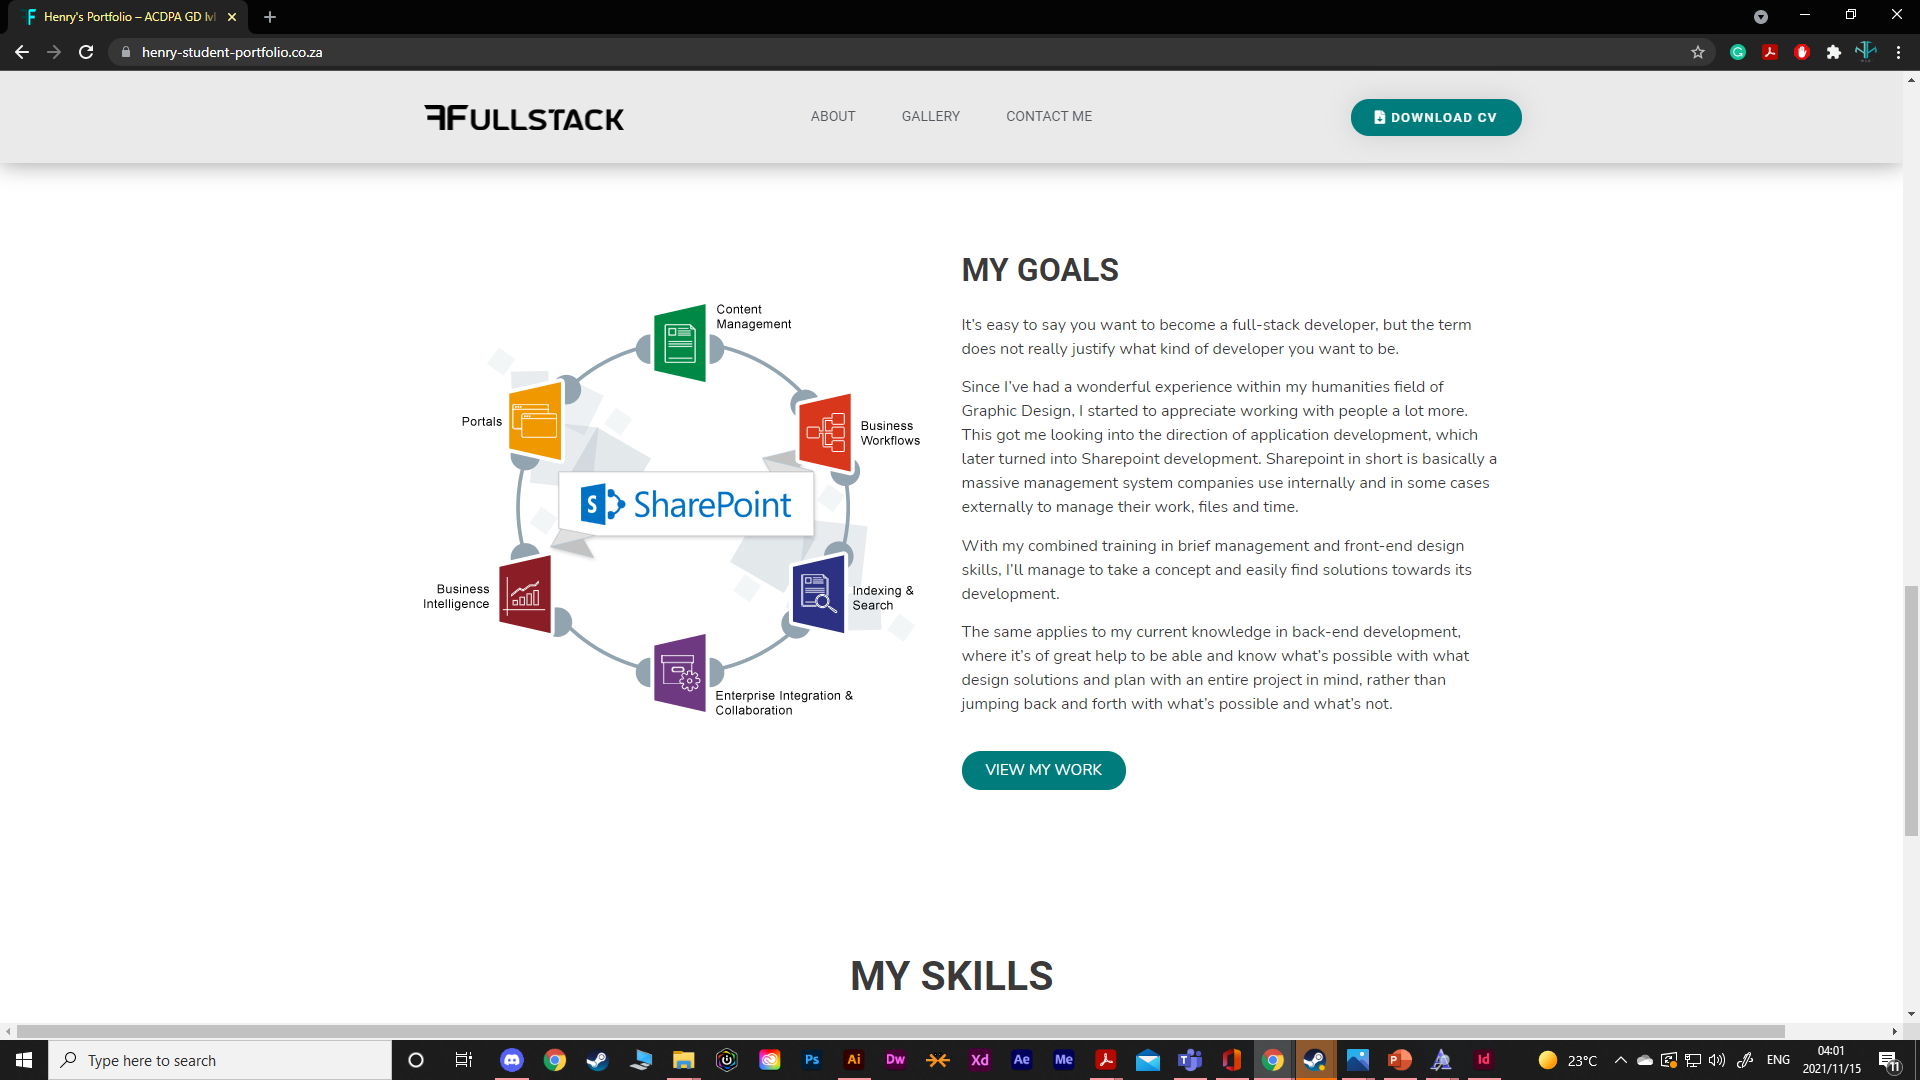 Henry's Portfolio – ACDPA GD lvl
henry-student-portfolio.co.za
FFULLSTACK
ABOUT
GALLERY
CONTACT ME
DOWNLOAD CV
Content
Management
Portals
Business
Workflows
S
SharePoint
Business
Intelligence
Indexing &
Search
Enterprise Integration &
Collaboration
MY GOALS
It’s easy to say you want to become a full-stack developer, but the term
does not really justify what kind of developer you want to be.
Since I’ve had a wonderful experience within my humanities field of
Graphic Design, I started to appreciate working with people a lot more.
This got me looking into the direction of application development, which
later turned into Sharepoint development. Sharepoint in short is basically a
massive management system companies use internally and in some cases
externally to manage their work, files and time.
With my combined training in brief management and front-end design
skills, I’ll manage to take a concept and easily find solutions towards its
development.
The same applies to my current knowledge in back-end development,
where it’s of great help to be able and know what’s possible with what
design solutions and plan with an entire project in mind, rather than
jumping back and forth with what’s possible and what’s not.
VIEW MY WORK
MY SKILLS
Type here to search
Ps
Ai
Dw
Xd
Ae
Me
Id
23°C
ENG
04:01
2021/11/15
11